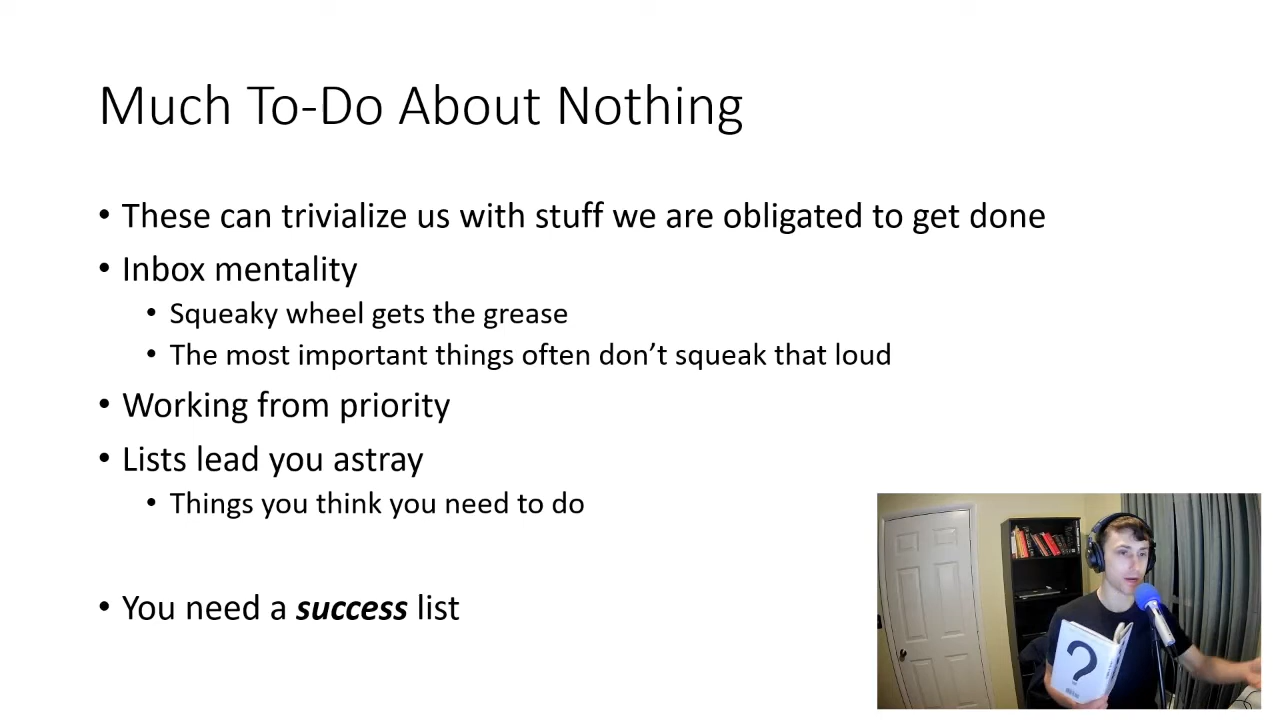 Much To-Do About Nothing
• These can trivialize us with stuff we are obligated to get done
• Inbox mentality
• Squeaky wheel gets the grease
• The most important things often don’t squeak that loud
• Working from priority
• Lists lead you astray
• Things you think you need to do
• You need a success list
?